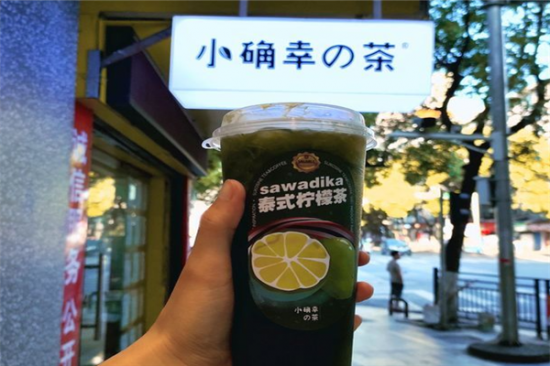 小确幸の茶
sawadika
泰式柠檬茶
小确幸
の茶